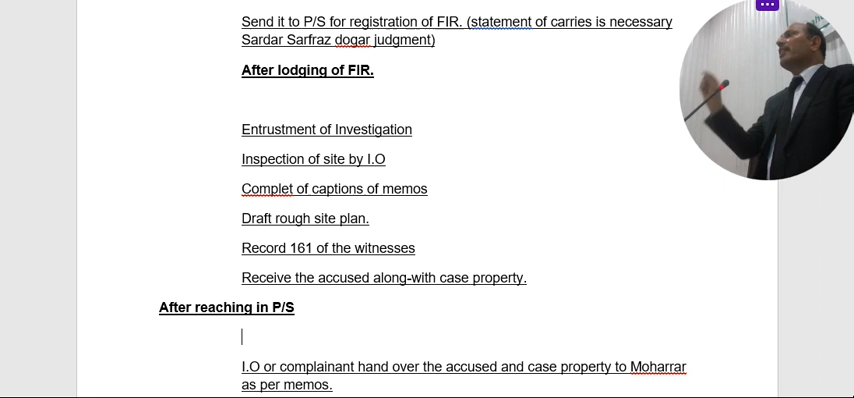 Send it to P/S for registration of FIR. (statement of carries is necessary
Sardar Sarfraz dogar judgment)
After lodging of FIR.
Entrustment of Investigation
Inspection of site by I.O
Complet of captions of memos
Draft rough site plan.
Record 161 of the witnesses
Receive the accused along-with case property.
After reaching in P/S
I.O or complainant hand over the accused and case property to Moharrar
as per memos.